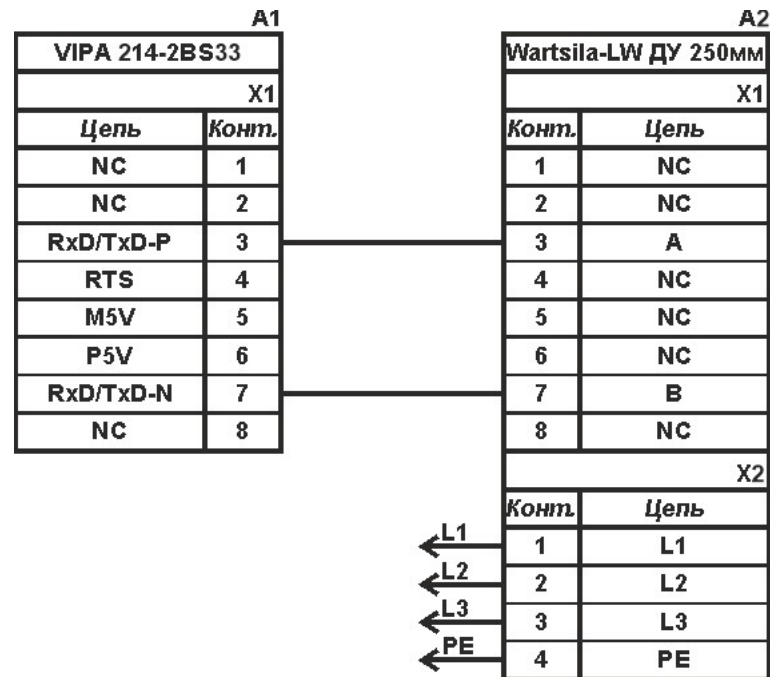 A1
VIPA 214-2BS33
X1
Цепь Конт.
NC 1
NC 2
RxD/TxD-P 3
RTS 4
M5V 5
P5V 6
RxD/TxD-N 7
NC 8
A2
Wartsila-LW ДУ 250мм
X1
Конт. Цепь
1 NC
2 NC
3 A
4 NC
5 NC
6 NC
7 B
8 NC
X2
Конт. Цепь
L1 1 L1
L2 2 L2
L3 3 L3
PE 4 PE